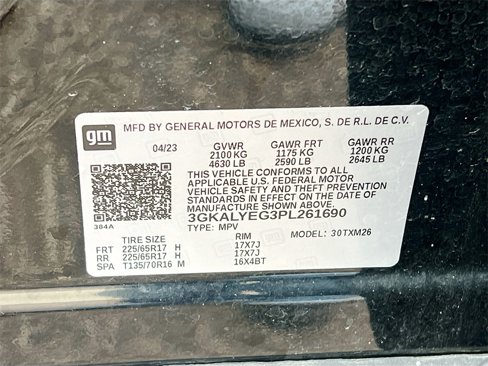 gm MFD BY GENERAL MOTORS DE MEXICO, S. DE R.L. DE C.V.
04/23 GVWR GAWR FRT GAWR RR
2100 KG 1175 KG 1200 KG
4630 LB 2590 LB 2645 LB
THIS VEHICLE CONFORMS TO ALL
APPLICABLE U.S. FEDERAL MOTOR
VEHICLE SAFETY AND THEFT PREVENTION
STANDARDS IN EFFECT ON THE DATE OF
MANUFACTURE SHOWN ABOVE.
384A 3GKALYEG3PL261690
TYPE: MPV
TIRE SIZE RIM MODEL: 30TXM26
FRT 225/65R17 H 17X7J
RR 225/65R17 H 17X7J
SPA T135/70R16 M 16X4BT